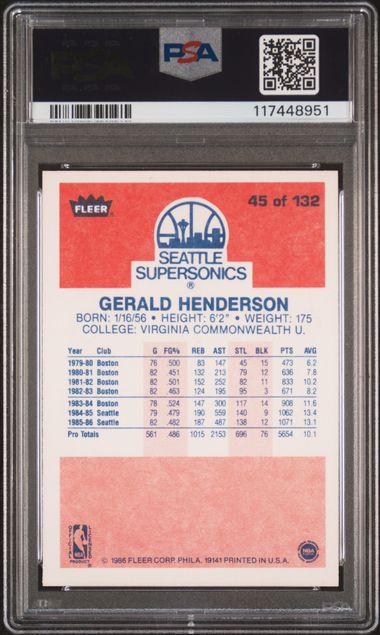 PSA
117448951
FLEER
45 of 132
SEATTLE
SUPERSONICS
®
GERALD HENDERSON
BORN: 1/16/56 • HEIGHT: 6'2" • WEIGHT: 175
COLLEGE: VIRGINIA COMMONWEALTH U.
Year Club G FG% REB AST STL BLK PTS AVG
1979-80 Boston 76 .500 83 147 45 15 473 6.2
1980-81 Boston 82 .451 132 213 79 12 636 7.8
1981-82 Boston 82 .501 152 252 82 11 833 10.2
1982-83 Boston 82 .463 124 195 95 3 671 8.2
1983-84 Boston 78 .524 147 300 117 14 908 11.6
1984-85 Seattle 79 .479 190 559 140 9 1062 13.4
1985-86 Seattle 82 .482 187 487 138 12 1071 13.1
Pro Totals 561 .486 1015 2153 696 76 5654 10.1
NBA
PRODUCT
© 1986 FLEER CORP. PHILA. 19141 PRINTED IN U.S.A.